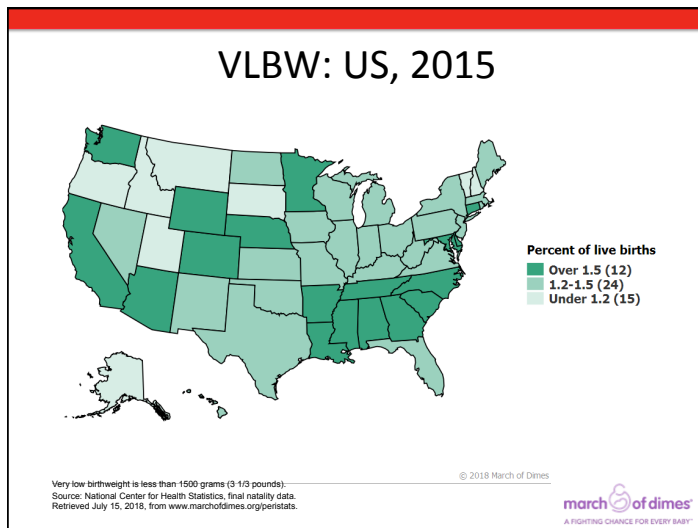 VLBW: US, 2015
Percent of live births
Over 1.5 (12)
1.2-1.5 (24)
Under 1.2 (15)
© 2018 March of Dimes
Very low birthweight is less than 1500 grams (3 1/3 pounds).
Source: National Center for Health Statistics, final natality data.
Retrieved July 15, 2018, from www.marchofdimes.org/peristats.
march of dimes®
A FIGHTING CHANCE FOR EVERY BABY™